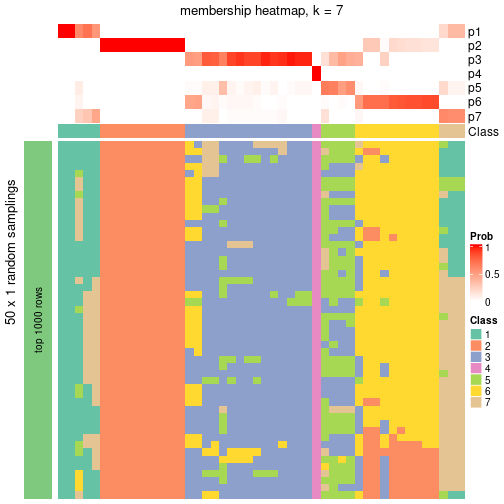 membership heatmap, k = 7
p1
p2
p3
p4
p5
p6
p7
Class
50 x 1 random samplings
top 1000 rows
Prob
1
0.5
0
Class
1
2
3
4
5
6
7